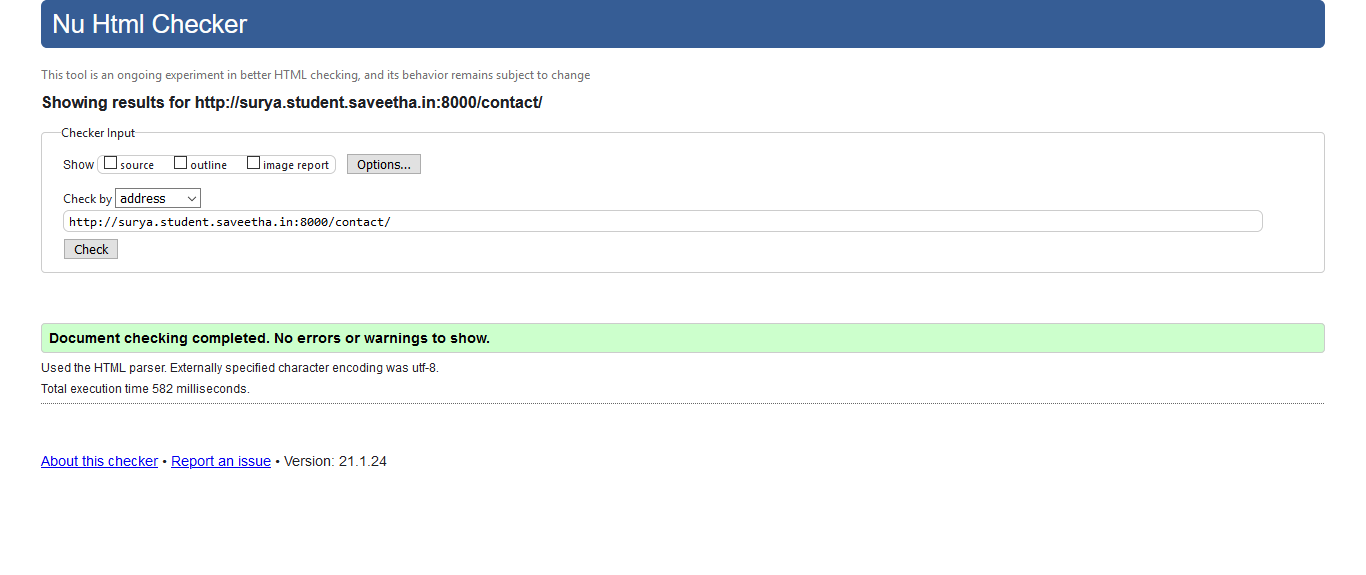 Nu Html Checker
This tool is an ongoing experiment in better HTML checking, and its behavior remains subject to change
Showing results for http://surya.student.saveetha.in:8000/contact/
Checker Input
Show source outline image report Options...
Check by address
http://surya.student.saveetha.in:8000/contact/
Check
Document checking completed. No errors or warnings to show.
Used the HTML parser. Externally specified character encoding was utf-8.
Total execution time 582 milliseconds.
About this checker • Report an issue • Version: 21.1.24